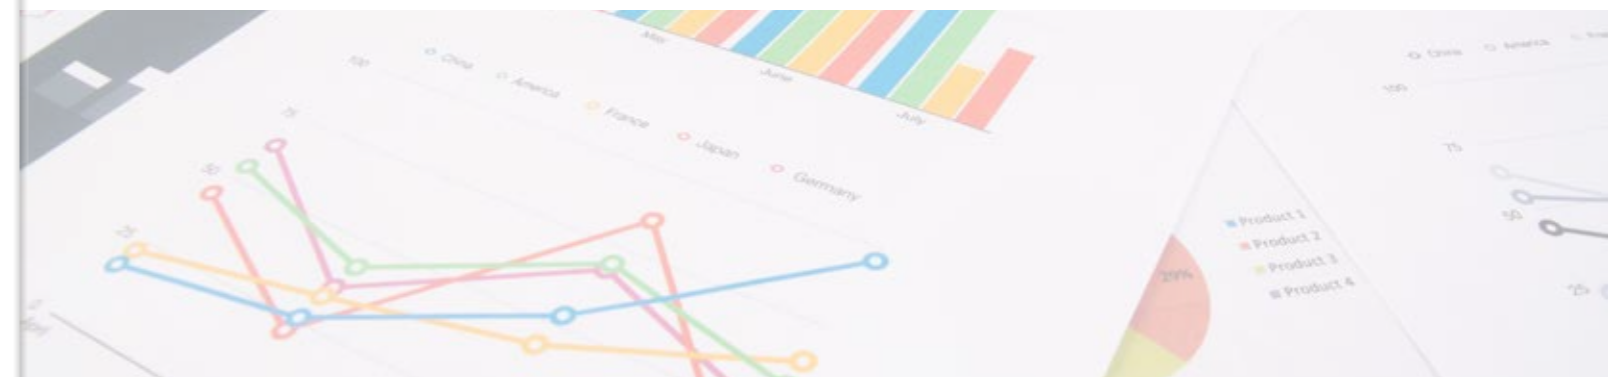 May
June
July
100
China
America
France
Japan
Germany
75
50
25
29%
Product 1
Product 2
Product 3
Product 4
China
America
100
75
50
25